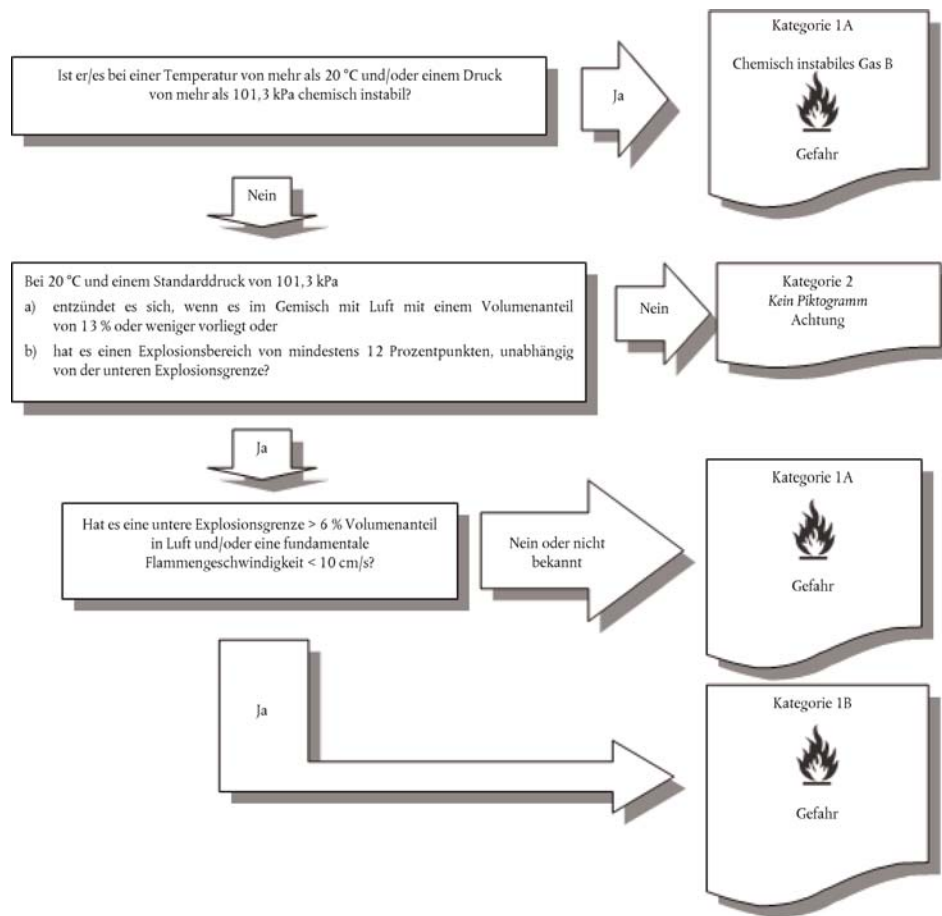 Ist er/es bei einer Temperatur von mehr als 20 °C und/oder einem Druck
von mehr als 101,3 kPa chemisch instabil?
Ja
Kategorie 1A
Chemisch instabiles Gas B
Gefahr
Nein
Bei 20 °C und einem Standarddruck von 101,3 kPa
a) entzündet es sich, wenn es im Gemisch mit Luft mit einem Volumenanteil
von 13 % oder weniger vorliegt oder
b) hat es einen Explosionsbereich von mindestens 12 Prozentpunkten, unabhängig
von der unteren Explosionsgrenze?
Nein
Kategorie 2
Kein Piktogramm
Achtung
Ja
Hat es eine untere Explosionsgrenze > 6 % Volumenanteil
in Luft und/oder eine fundamentale
Flammengeschwindigkeit < 10 cm/s?
Nein oder nicht
bekannt
Kategorie 1A
Gefahr
Ja
Kategorie 1B
Gefahr